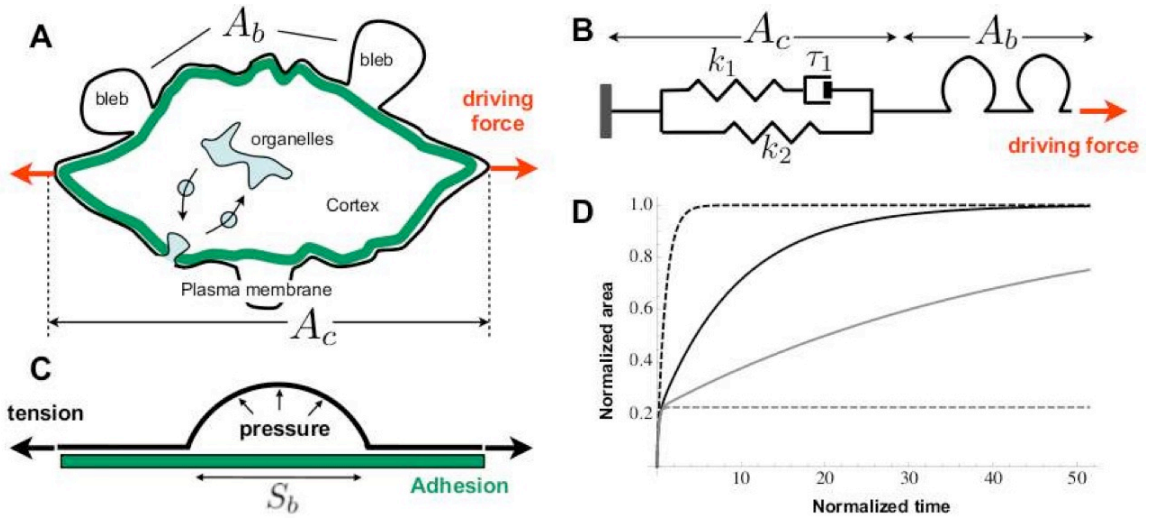 A
A_b
bleb
bleb
driving
force
organelles
Cortex
Plasma membrane
A_c
B
A_c
A_b
k_1
τ_1
k_2
driving force
C
tension
pressure
S_b
Adhesion
D
Normalized area
1.0
0.8
0.6
0.4
0.2
10
20
30
40
50
Normalized time